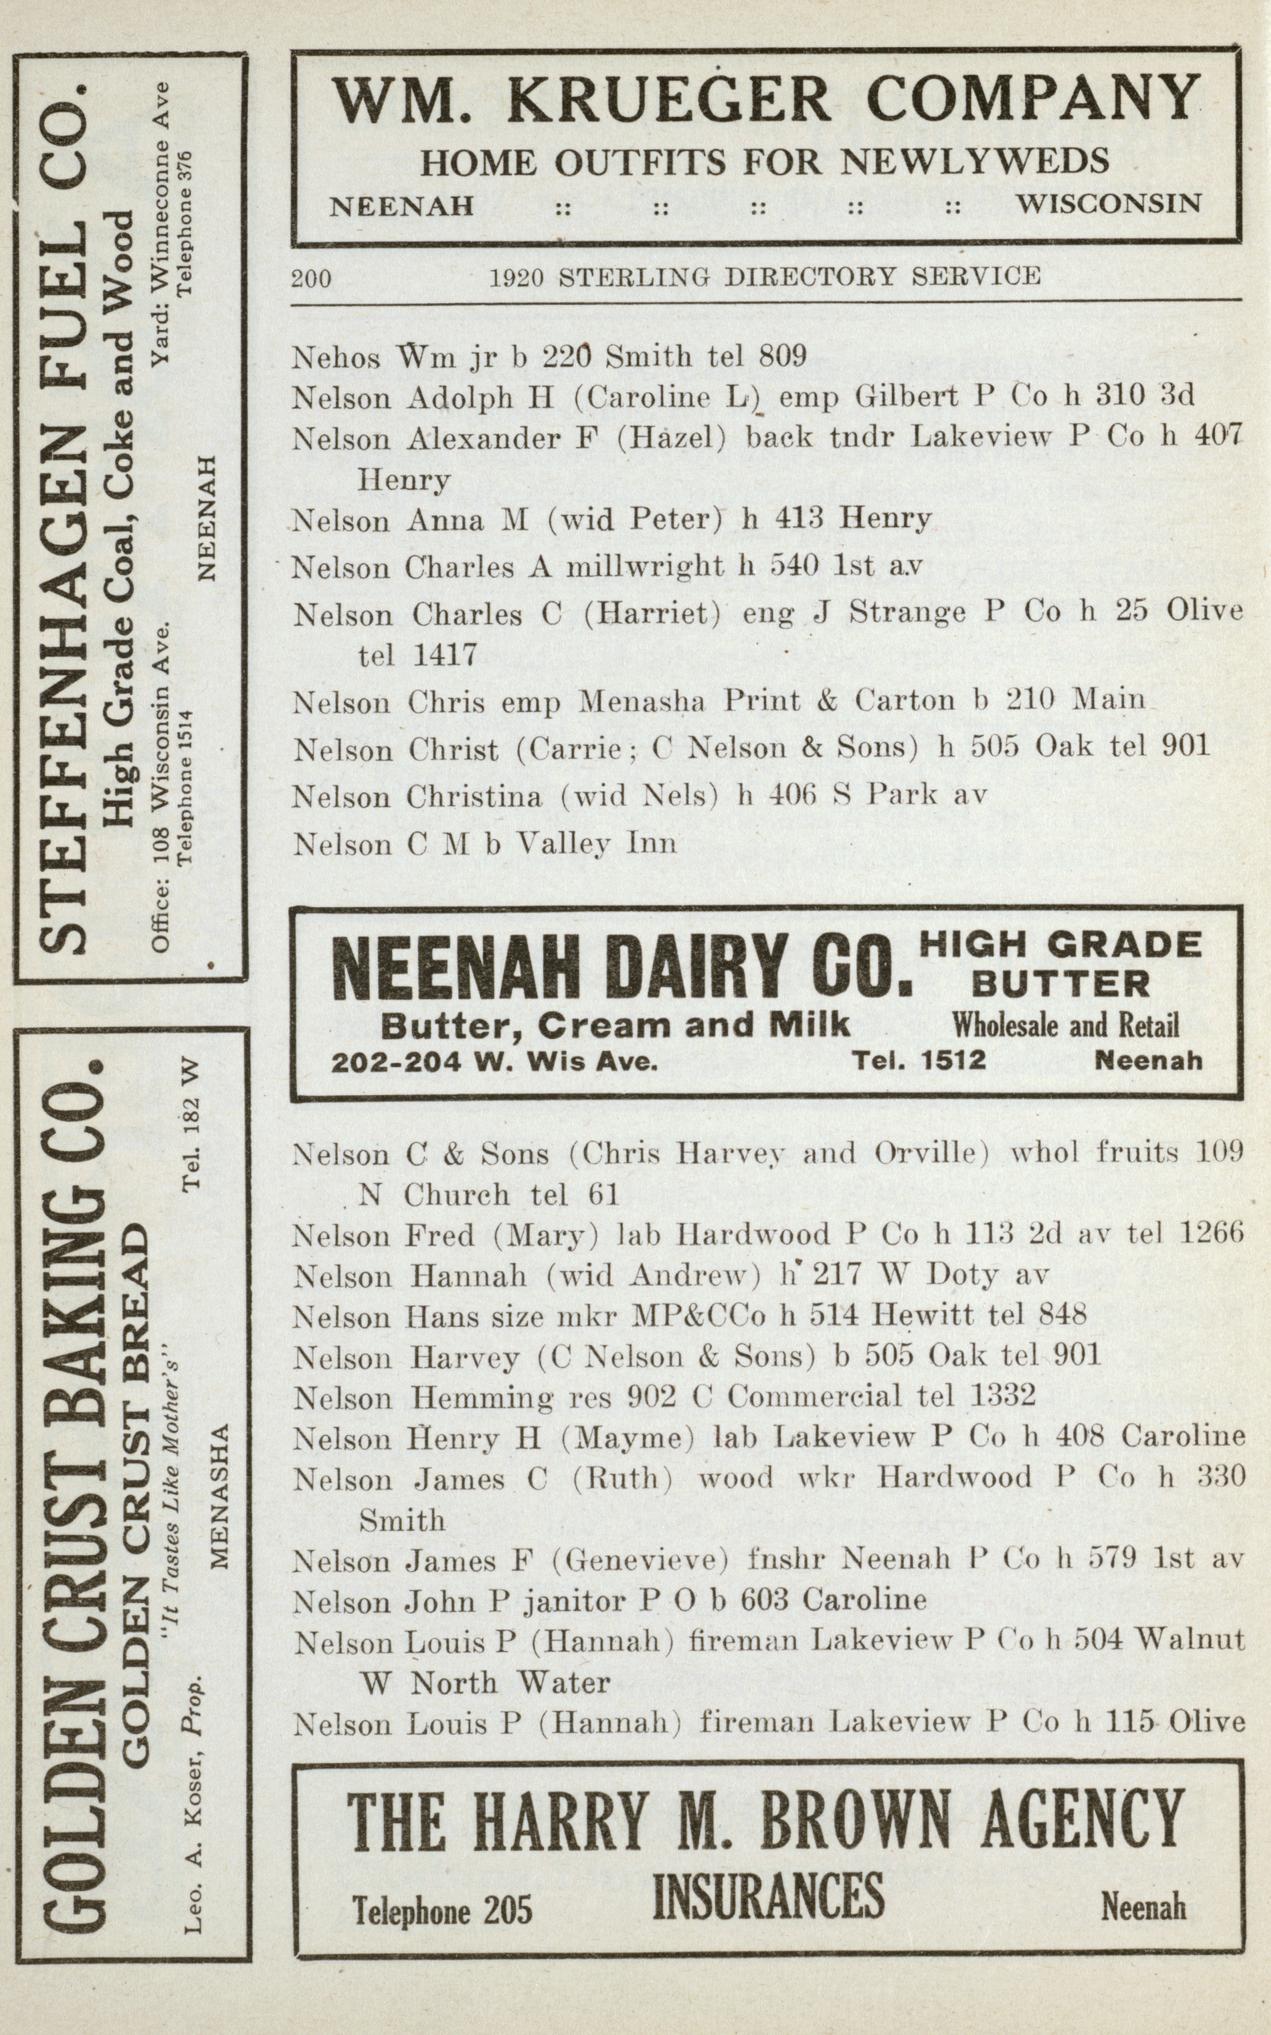 WM. KRUEGER COMPANY
HOME OUTFITS FOR NEWLYWEDS
NEENAH :: :: :: :: :: WISCONSIN
200 1920 STERLING DIRECTORY SERVICE
Nehos Wm jr b 220 Smith tel 809
Nelson Adolph H (Caroline L) emp Gilbert P Co h 310 3d
Nelson Alexander F (Hazel) back tndr Lakeview P Co h 407
Henry
Nelson Anna M (wid Peter) h 413 Henry
Nelson Charles A millwright h 540 1st av
Nelson Charles C (Harriet) eng J Strange P Co h 25 Olive
tel 1417
Nelson Chris emp Menasha Print & Carton b 210 Main
Nelson Christ (Carrie; C Nelson & Sons) h 505 Oak tel 901
Nelson Christina (wid Nels) h 406 S Park av
Nelson C M b Valley Inn
NEENAH DAIRY CO. HIGH GRADE
BUTTER
Butter, Cream and Milk Wholesale and Retail
202-204 W. Wis Ave. Tel. 1512 Neenah
Nelson C & Sons (Chris Harvey and Orville) whol fruits 109
N Church tel 61
Nelson Fred (Mary) lab Hardwood P Co h 113 2d av tel 1266
Nelson Hannah (wid Andrew) h 217 W Doty av
Nelson Hans size mkr MP&CCo h 514 Hewitt tel 848
Nelson Harvey (C Nelson & Sons) b 505 Oak tel 901
Nelson Hemming res 902 C Commercial tel 1332
Nelson Henry H (Mayme) lab Lakeview P Co h 408 Caroline
Nelson James C (Ruth) wood wkr Hardwood P Co h 330
Smith
Nelson James F (Genevieve) fnshr Neenah P Co h 579 1st av
Nelson John P janitor P O b 603 Caroline
Nelson Louis P (Hannah) fireman Lakeview P Co h 504 Walnut
W North Water
Nelson Louis P (Hannah) fireman Lakeview P Co h 115 Olive
THE HARRY M. BROWN AGENCY
Telephone 205 INSURANCES Neenah
STEFFENHAGEN FUEL CO.
High Grade Coal, Coke and Wood
Office: 108 Wisconsin Ave. Yard: Winneconne Ave
Telephone 1514 Telephone 376
NEENAH
GOLDEN CRUST BAKING CO.
GOLDEN CRUST BREAD
"It Tastes Like Mother's"
Leo. A. Koser, Prop. Tel. 182 W
MENASHA